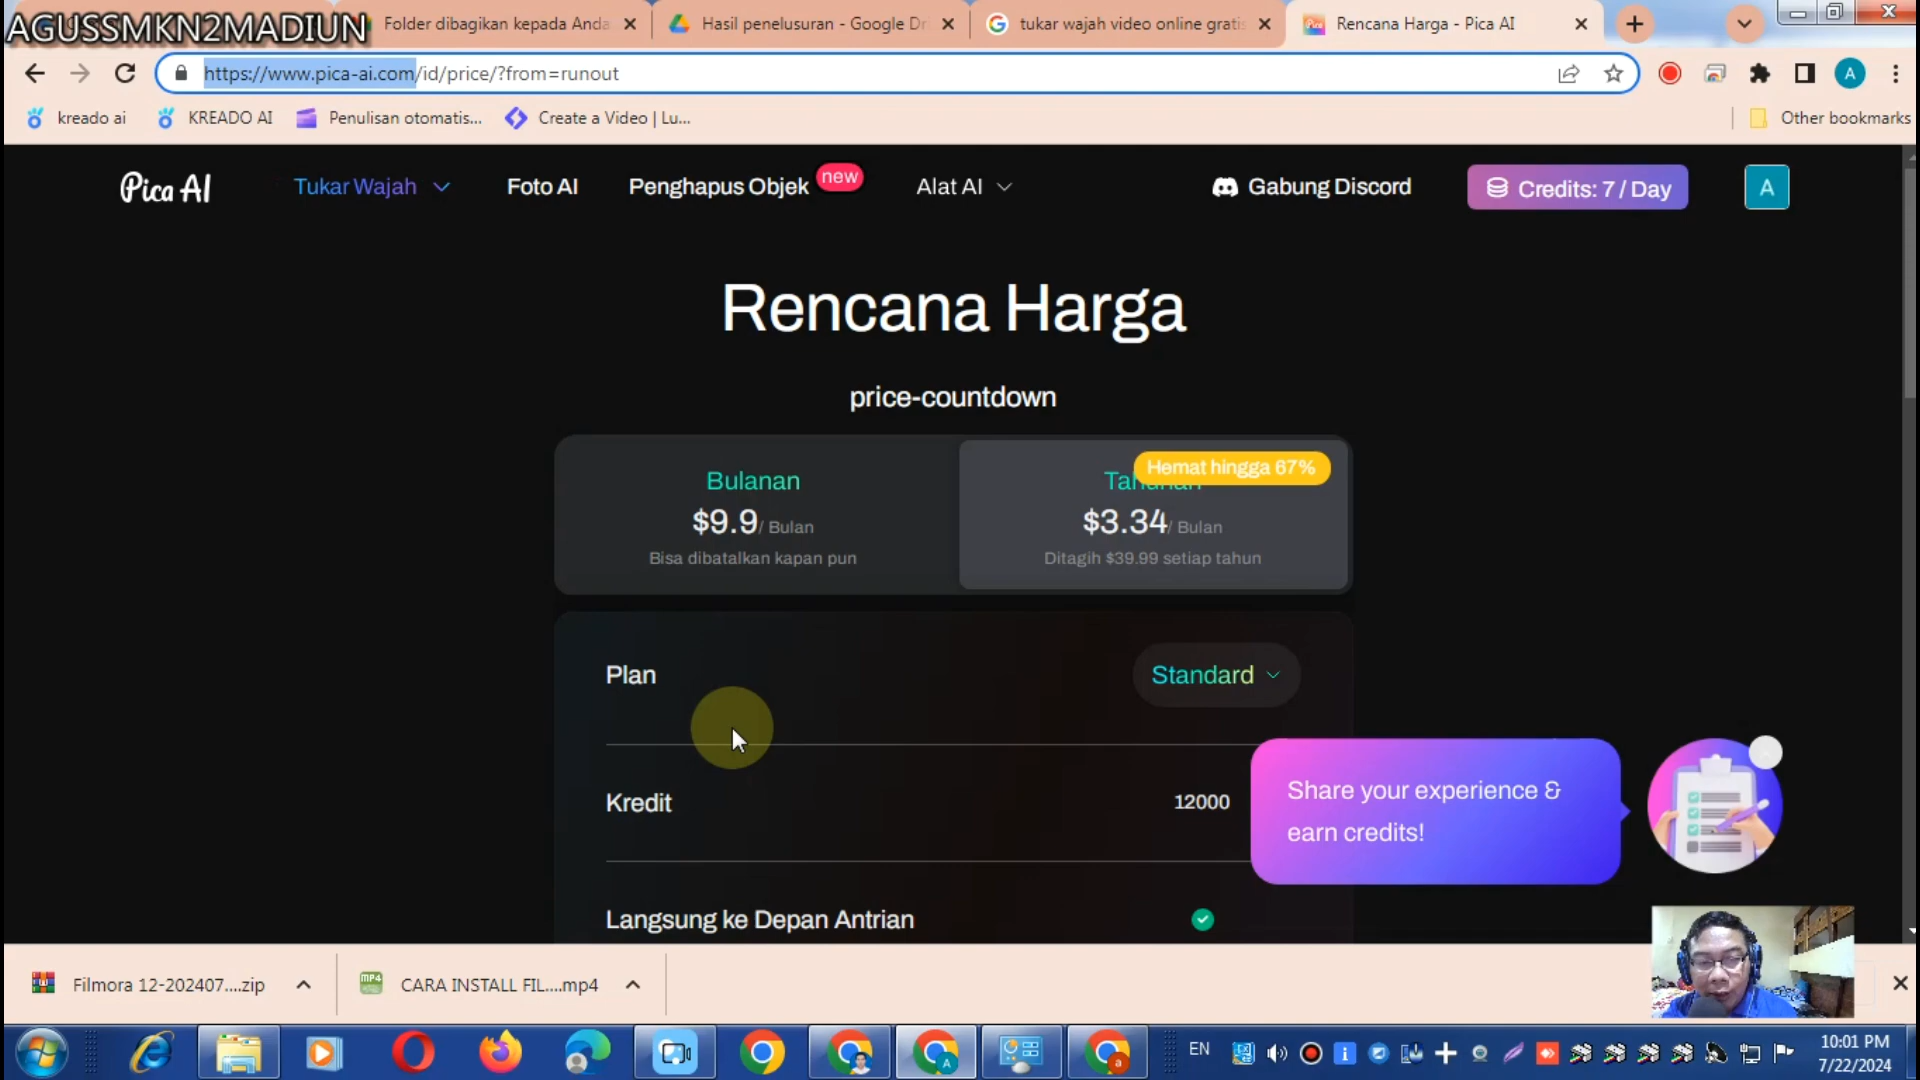 AGUSSMKN2MADIUN
Folder dibagikan kepada Anda
Hasil penelusuran - Google Dri
tukar wajah video online gratis
Rencana Harga - Pica AI
https://www.pica-ai.com/id/price/?from=runout
A
kreado ai
KREADO AI
Penulisan otomatis...
Create a Video | Lu...
Other bookmarks
Pica AI
Tukar Wajah
Foto AI
Penghapus Objek
new
Alat AI
Gabung Discord
Credits: 7 / Day
A
Rencana Harga
price-countdown
Hemat hingga 67%
Bulanan
Tahunan
$9.9/ Bulan
$3.34/ Bulan
Bisa dibatalkan kapan pun
Ditagih $39.99 setiap tahun
Plan
Standard
Kredit
12000
Share your experience &
earn credits!
Langsung ke Depan Antrian
Filmora 12-202407....zip
MP4
CARA INSTALL FIL....mp4
EN
10:01 PM
7/22/2024